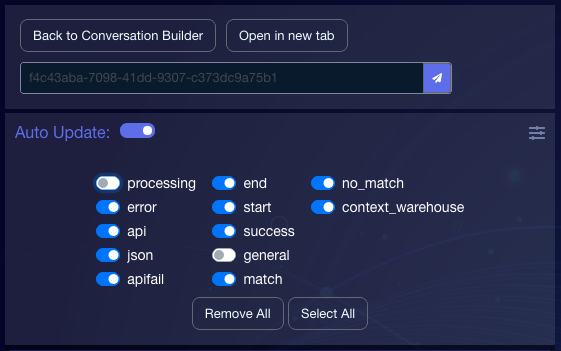 Back to Conversation Builder Open in new tab
f4c43aba-7098-41dd-9307-c373dc9a75b1
Auto Update:
processing end no_match
error start context_warehouse
api success
json general
apifail match
Remove All Select All